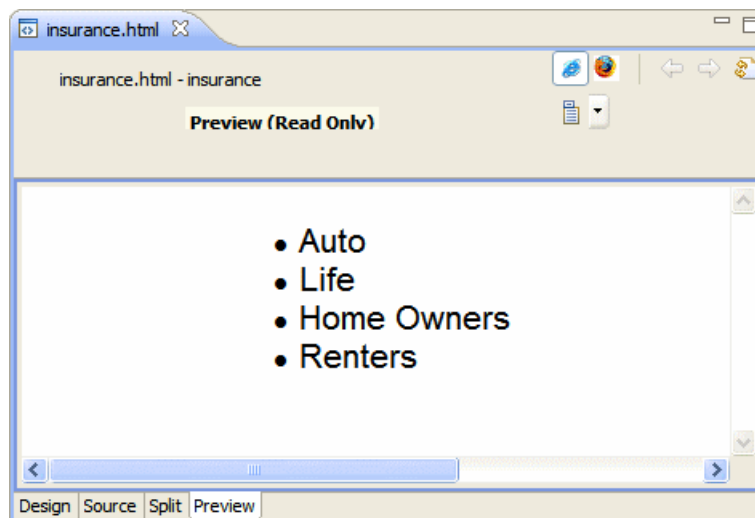 insurance.html
insurance.html - insurance
Preview (Read Only)
Auto
Life
Home Owners
Renters
Design Source Split Preview